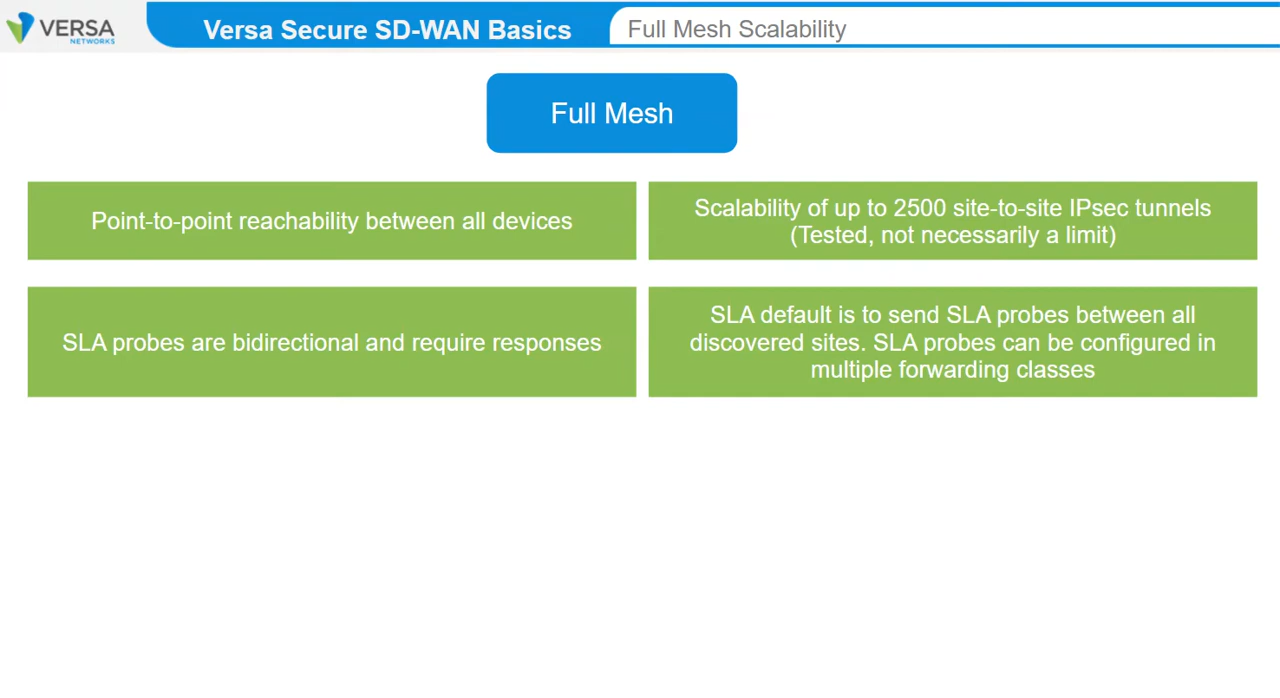 VERSA
NETWORKS
Versa Secure SD-WAN Basics
Full Mesh Scalability
Full Mesh
Point-to-point reachability between all devices
Scalability of up to 2500 site-to-site IPsec tunnels
(Tested, not necessarily a limit)
SLA probes are bidirectional and require responses
SLA default is to send SLA probes between all
discovered sites. SLA probes can be configured in
multiple forwarding classes